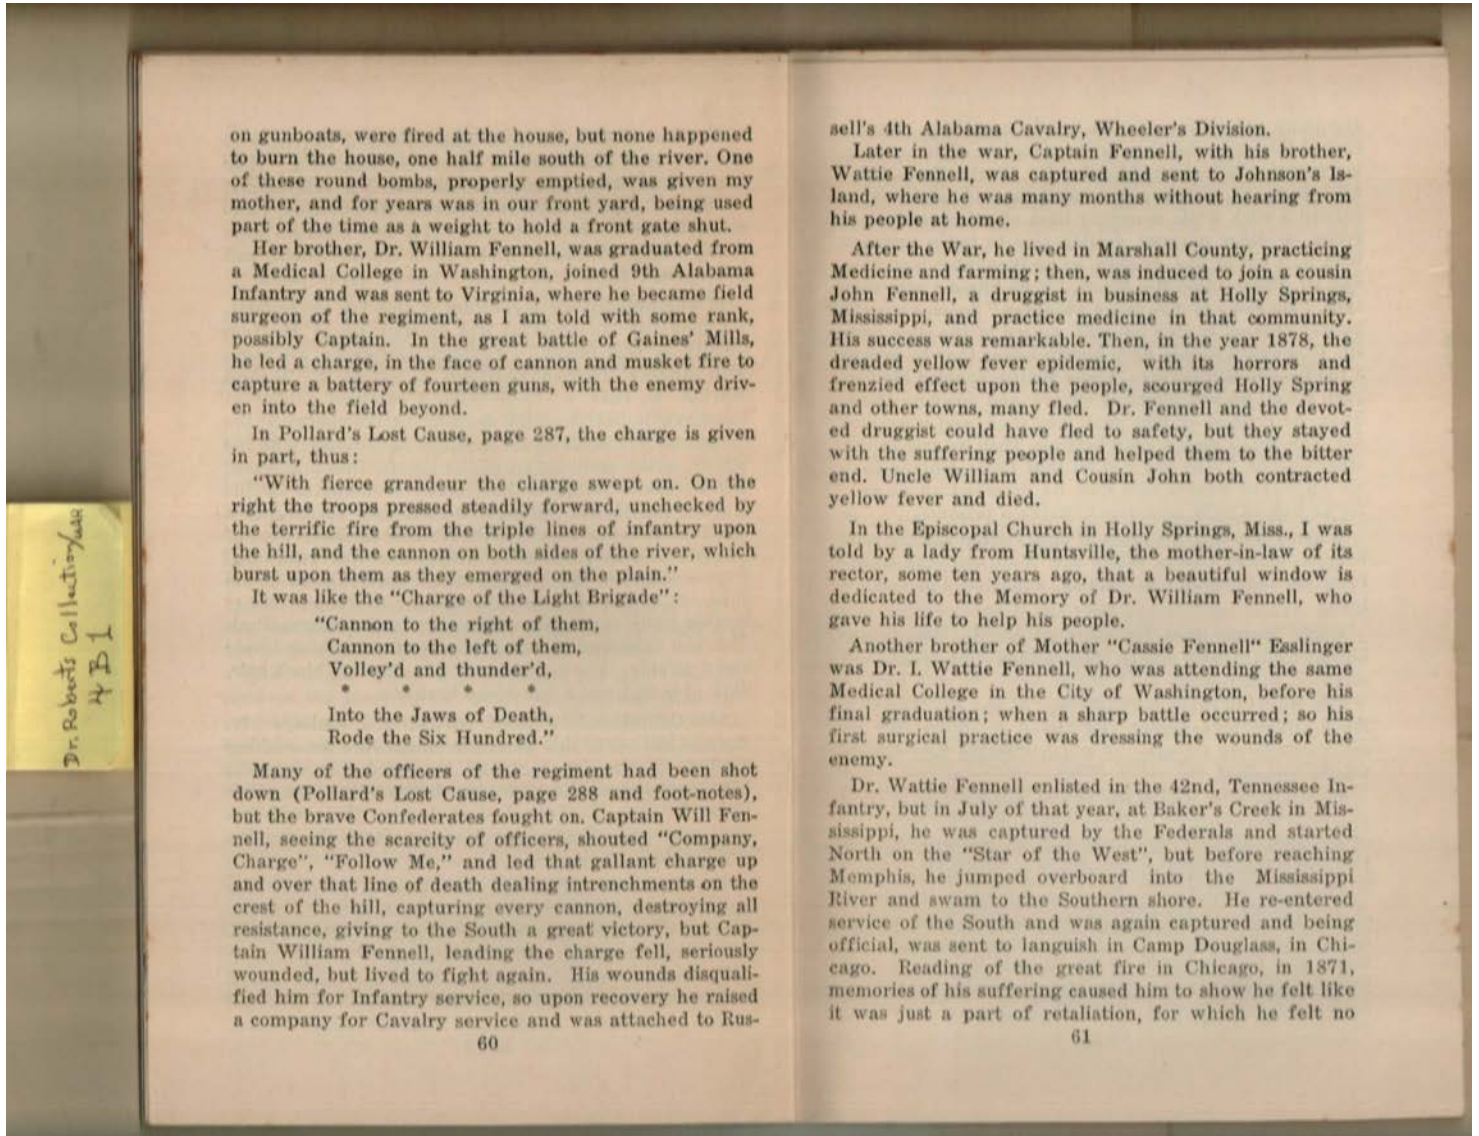 on gunboats, were fired at the house, but none happened
to burn the house, one half mile south of the river. One
of these round bombs, properly emptied, was given my
mother, and for years was in our front yard, being used
part of the time as a weight to hold a front gate shut.
Her brother, Dr. William Fennell, was graduated from
a Medical College in Washington, joined 9th Alabama
Infantry and was sent to Virginia, where he became field
surgeon of the regiment, as I am told with some rank,
possibly Captain. In the great battle of Gaines' Mills,
he led a charge, in the face of cannon and musket fire to
capture a battery of fourteen guns, with the enemy driv-
en into the field beyond.
In Pollard's Lost Cause, page 287, the charge is given
in part, thus:
"With fierce grandeur the charge swept on. On the
right the troops pressed steadily forward, unchecked by
the terrific fire from the triple lines of infantry upon
the hill, and the cannon on both sides of the river, which
burst upon them as they emerged on the plain."
It was like the "Charge of the Light Brigade":
"Cannon to the right of them,
Cannon to the left of them,
Volley'd and thunder'd,
* * * *
Into the Jaws of Death,
Rode the Six Hundred."
Many of the officers of the regiment had been shot
down (Pollard's Lost Cause, page 288 and foot-notes),
but the brave Confederates fought on. Captain Will Fen-
nell, seeing the scarcity of officers, shouted "Company,
Charge", "Follow Me," and led that gallant charge up
and over that line of death dealing intrenchments on the
crest of the hill, capturing every cannon, destroying all
resistance, giving to the South a great victory, but Cap-
tain William Fennell, leading the charge fell, seriously
wounded, but lived to fight again. His wounds disquali-
fied him for Infantry service, so upon recovery he raised
a company for Cavalry service and was attached to Rus-
60
sell's 4th Alabama Cavalry, Wheeler's Division.
Later in the war, Captain Fennell, with his brother,
Wattie Fennell, was captured and sent to Johnson's Is-
land, where he was many months without hearing from
his people at home.
After the War, he lived in Marshall County, practicing
Medicine and farming; then, was induced to join a cousin
John Fennell, a druggist in business at Holly Springs,
Mississippi, and practice medicine in that community.
His success was remarkable. Then, in the year 1878, the
dreaded yellow fever epidemic, with its horrors and
frenzied effect upon the people, scourged Holly Spring
and other towns, many fled. Dr. Fennell and the devot-
ed druggist could have fled to safety, but they stayed
with the suffering people and helped them to the bitter
end. Uncle William and Cousin John both contracted
yellow fever and died.
In the Episcopal Church in Holly Springs, Miss., I was
told by a lady from Huntsville, the mother-in-law of its
rector, some ten years ago, that a beautiful window is
dedicated to the Memory of Dr. William Fennell, who
gave his life to help his people.
Another brother of Mother "Cassie Fennell" Esslinger
was Dr. I. Wattie Fennell, who was attending the same
Medical College in the City of Washington, before his
final graduation; when a sharp battle occurred; so his
first surgical practice was dressing the wounds of the
enemy.
Dr. Wattie Fennell enlisted in the 42nd, Tennessee In-
fantry, but in July of that year, at Baker's Creek in Mis-
sissippi, he was captured by the Federals and started
North on the "Star of the West", but before reaching
Memphis, he jumped overboard into the Mississippi
River and swam to the Southern shore. He re-entered
service of the South and was again captured and being
official, was sent to languish in Camp Douglass, in Chi-
cago. Reading of the great fire in Chicago, in 1871,
memories of his suffering caused him to show he felt like
it was just a part of retaliation, for which he felt no
61
Dr. Roberts Collection/WAR
4 B 1